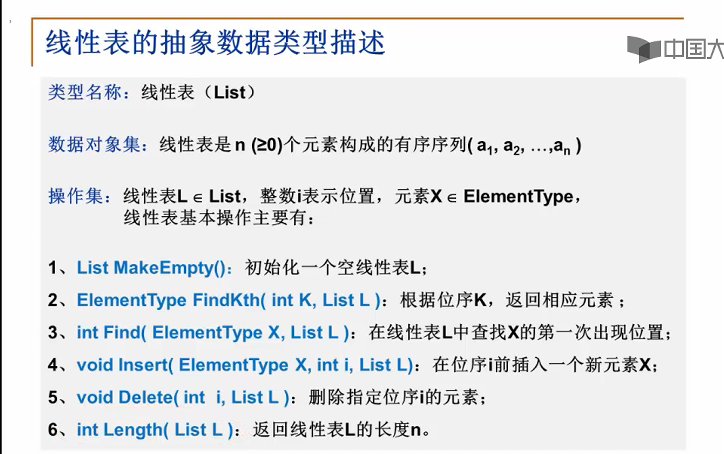 线性表的抽象数据类型描述
中国大
类型名称：线性表（List）
数据对象集：线性表是 n (≥0)个元素构成的有序序列( a1, a2, …,an )
操作集：线性表L ∈ List，整数i表示位置，元素X ∈ ElementType，
线性表基本操作主要有：
1、List MakeEmpty()：初始化一个空线性表L；
2、ElementType FindKth( int K, List L )：根据位序K，返回相应元素 ；
3、int Find( ElementType X, List L )：在线性表L中查找X的第一次出现位置；
4、void Insert( ElementType X, int i, List L)：在位序i前插入一个新元素X；
5、void Delete( int i, List L )：删除指定位序i的元素；
6、int Length( List L )：返回线性表L的长度n。